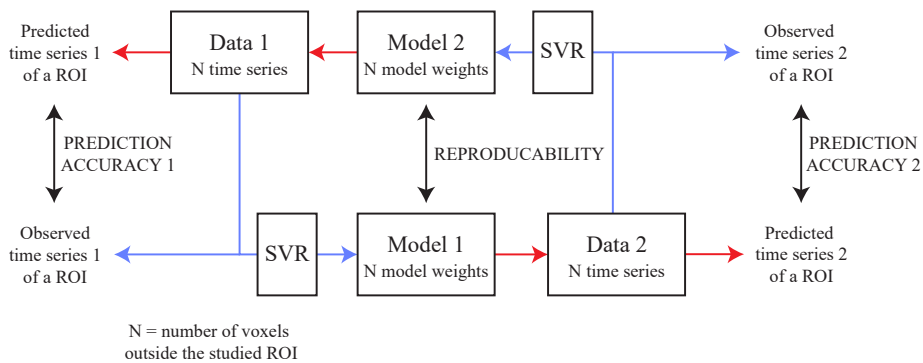 Predicted
time series 1
of a ROI
Data 1
N time series
Model 2
N model weights
SVR
Observed
time series 2
of a ROI
PREDICTION
ACCURACY 1
REPRODUCABILITY
PREDICTION
ACCURACY 2
Observed
time series 1
of a ROI
SVR
Model 1
N model weights
Data 2
N time series
Predicted
time series 2
of a ROI
N = number of voxels
outside the studied ROI